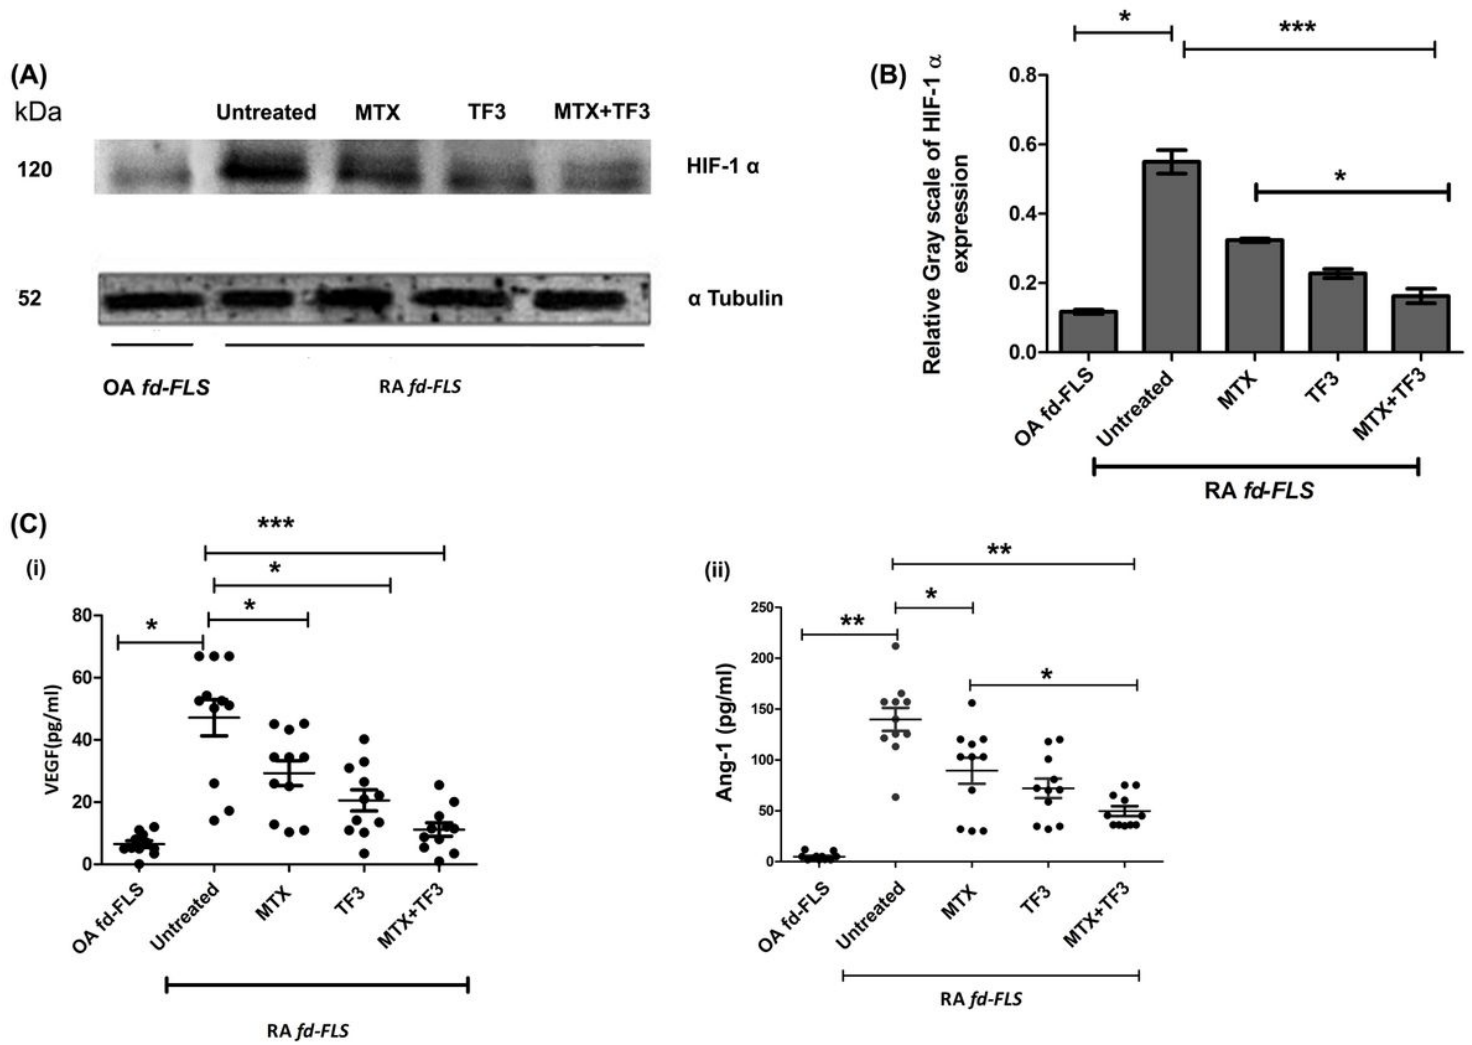 (A)
kDa
Untreated MTX TF3 MTX+TF3
120 HIF-1 α
52 α Tubulin
OA fd-FLS RA fd-FLS
(B)
* ***
*
Relative Gray scale of HIF-1 α
expression
0.8
0.6
0.4
0.2
0.0
OA fd-FLS Untreated MTX TF3 MTX+TF3
RA fd-FLS
(C)
(i)
***
*
*
*
VEGF(pg/ml)
80
60
40
20
0
OA fd-FLS Untreated MTX TF3 MTX+TF3
RA fd-FLS
(ii)
**
*
**
*
Ang-1 (pg/ml)
250
200
150
100
50
0
OA fd-FLS Untreated MTX TF3 MTX+TF3
RA fd-FLS